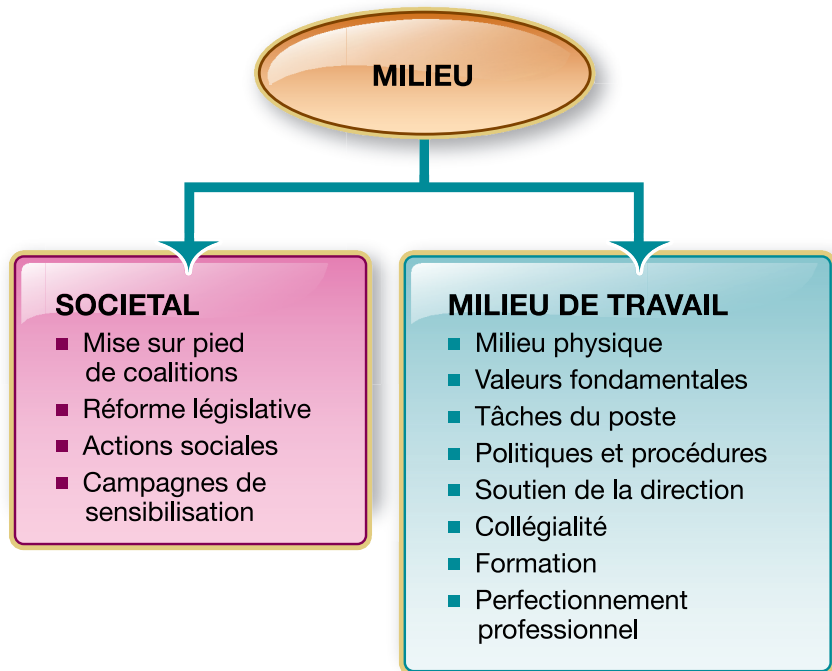 MILIEU
SOCIETAL
■ Mise sur pied
de coalitions
■ Réforme législative
■ Actions sociales
■ Campagnes de
sensibilisation
MILIEU DE TRAVAIL
■ Milieu physique
■ Valeurs fondamentales
■ Tâches du poste
■ Politiques et procédures
■ Soutien de la direction
■ Collégialité
■ Formation
■ Perfectionnement
professionnel